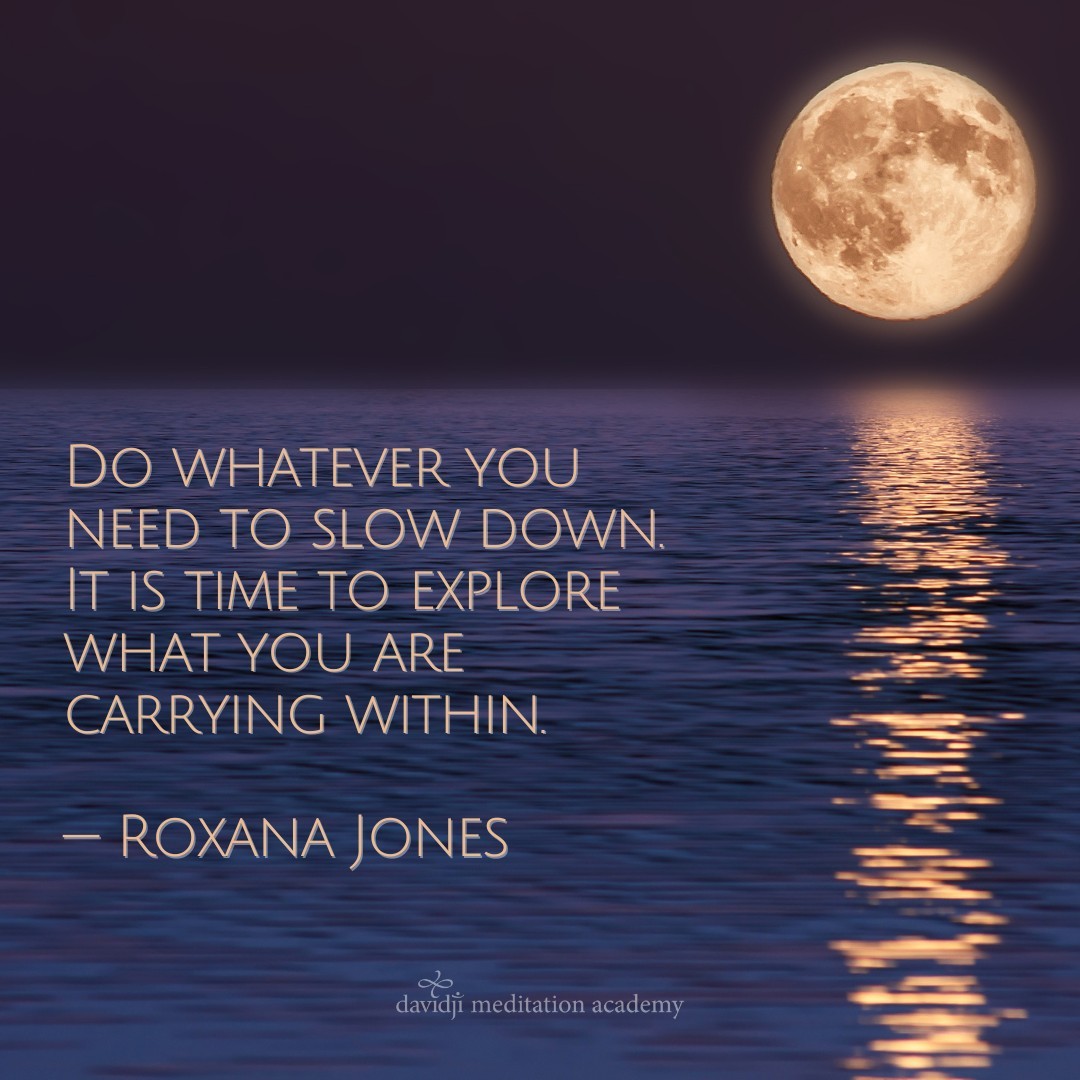 Do whatever you
need to slow down.
It is time to explore
what you are
carrying within.
– Roxana Jones
davidji meditation academy